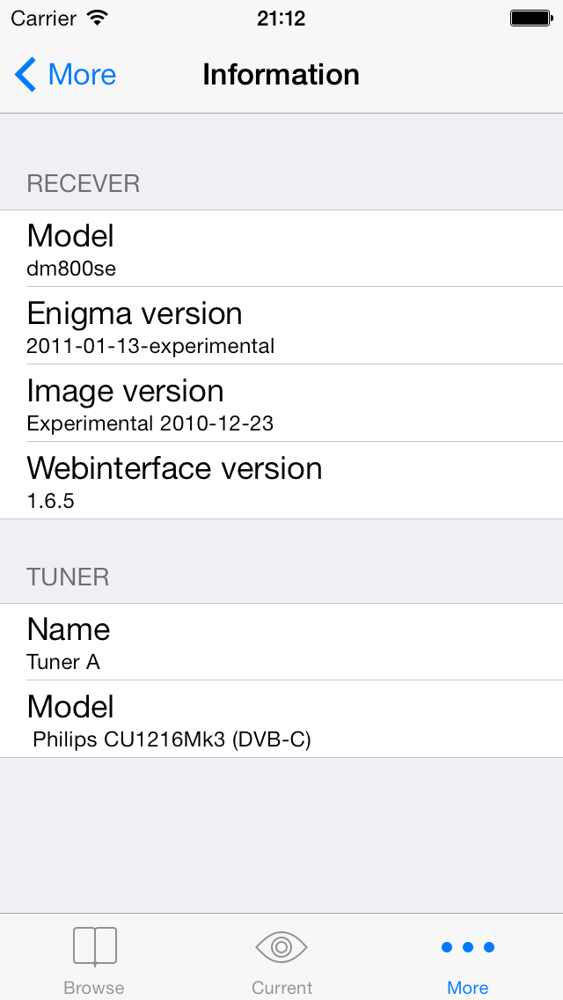 Carrier 21:12
More Information
RECEVER
Model
dm800se
Enigma version
2011-01-13-experimental
Image version
Experimental 2010-12-23
Webinterface version
1.6.5
TUNER
Name
Tuner A
Model
Philips CU1216Mk3 (DVB-C)
Browse Current More